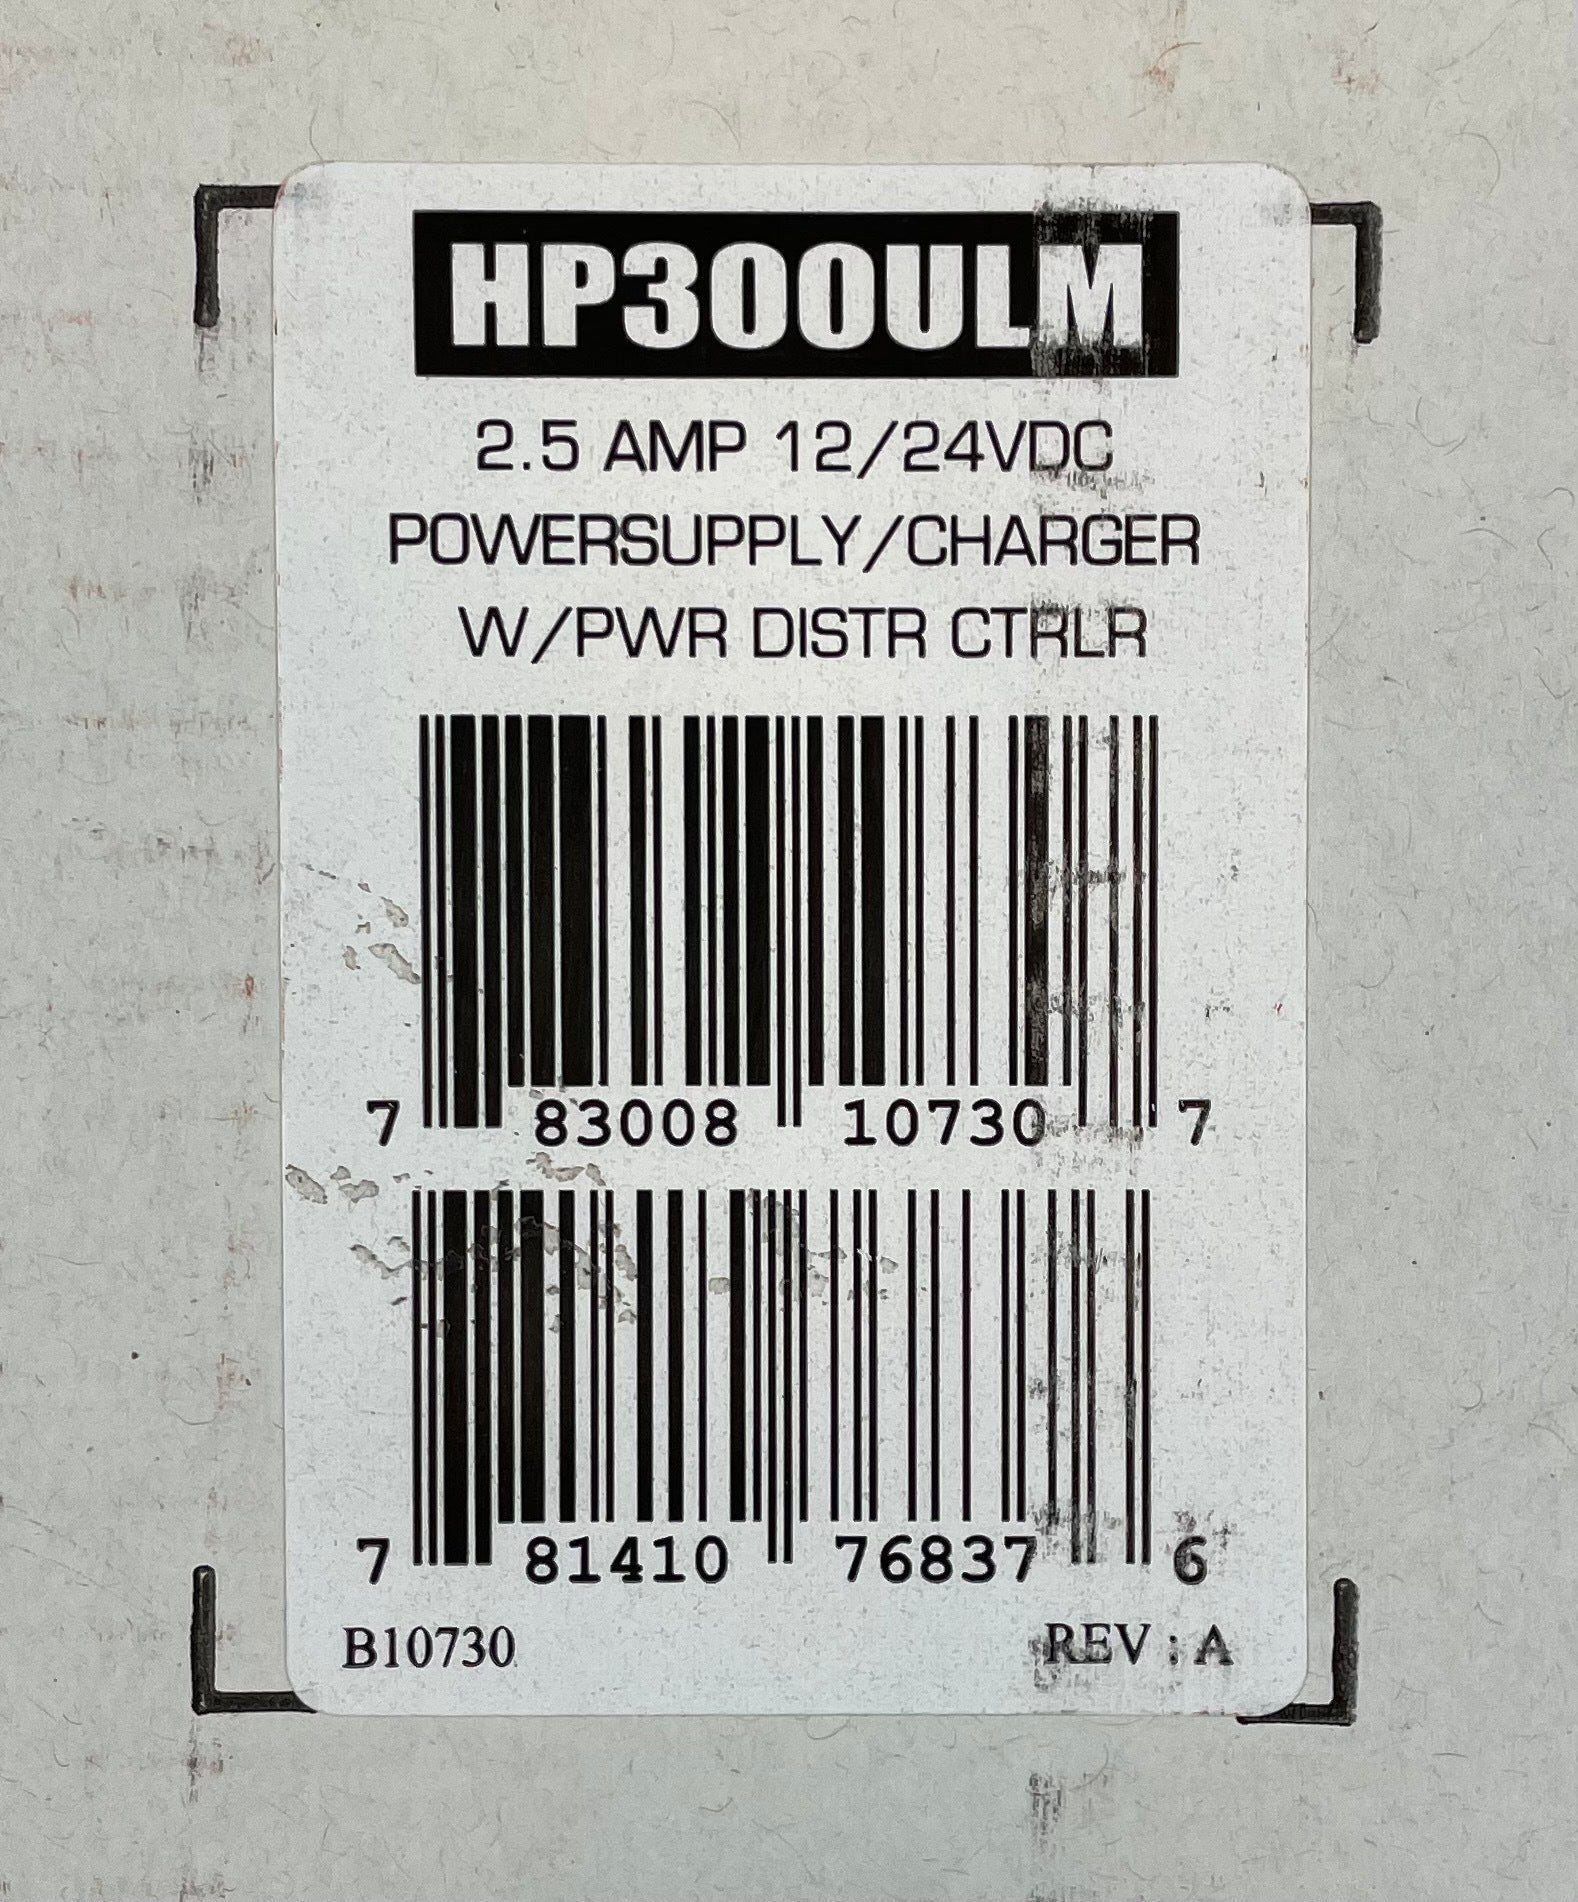 HP300ULM
2.5 AMP 12/24VDC
POWERSUPPLY/CHARGER
W/PWR DISTR CTRLR
7 83008 10730 7
7 81410 76837 6
B10730 REV : A